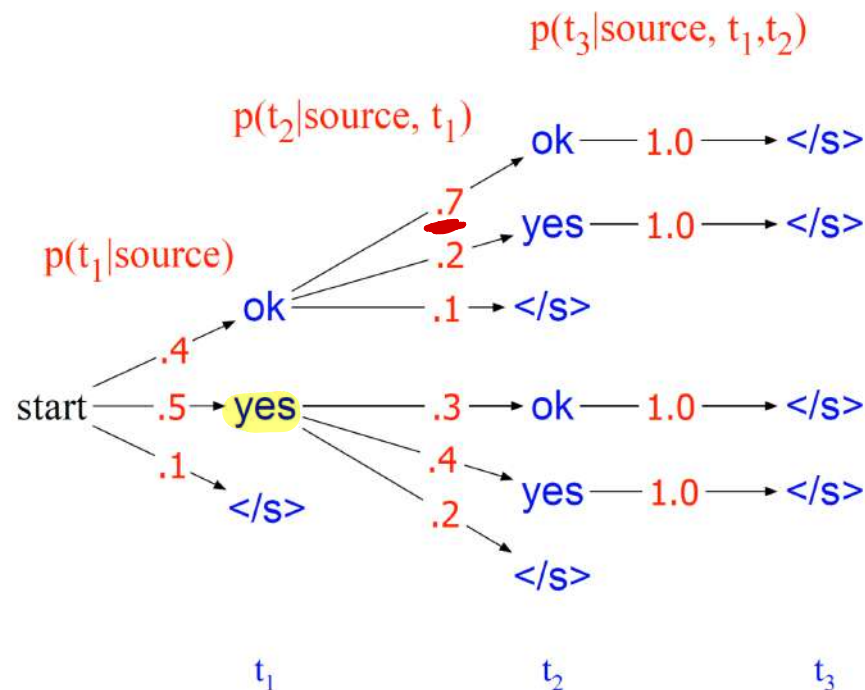 p(t₃|source, t₁,t₂)
p(t₂|source, t₁)
ok 1.0 </s>
.7
yes 1.0 </s>
p(t₁|source)
.2
ok .1 </s>
.4
start .5 yes .3 ok 1.0 </s>
.1 .4
</s> yes 1.0 </s>
.2
</s>
t₁ t₂ t₃